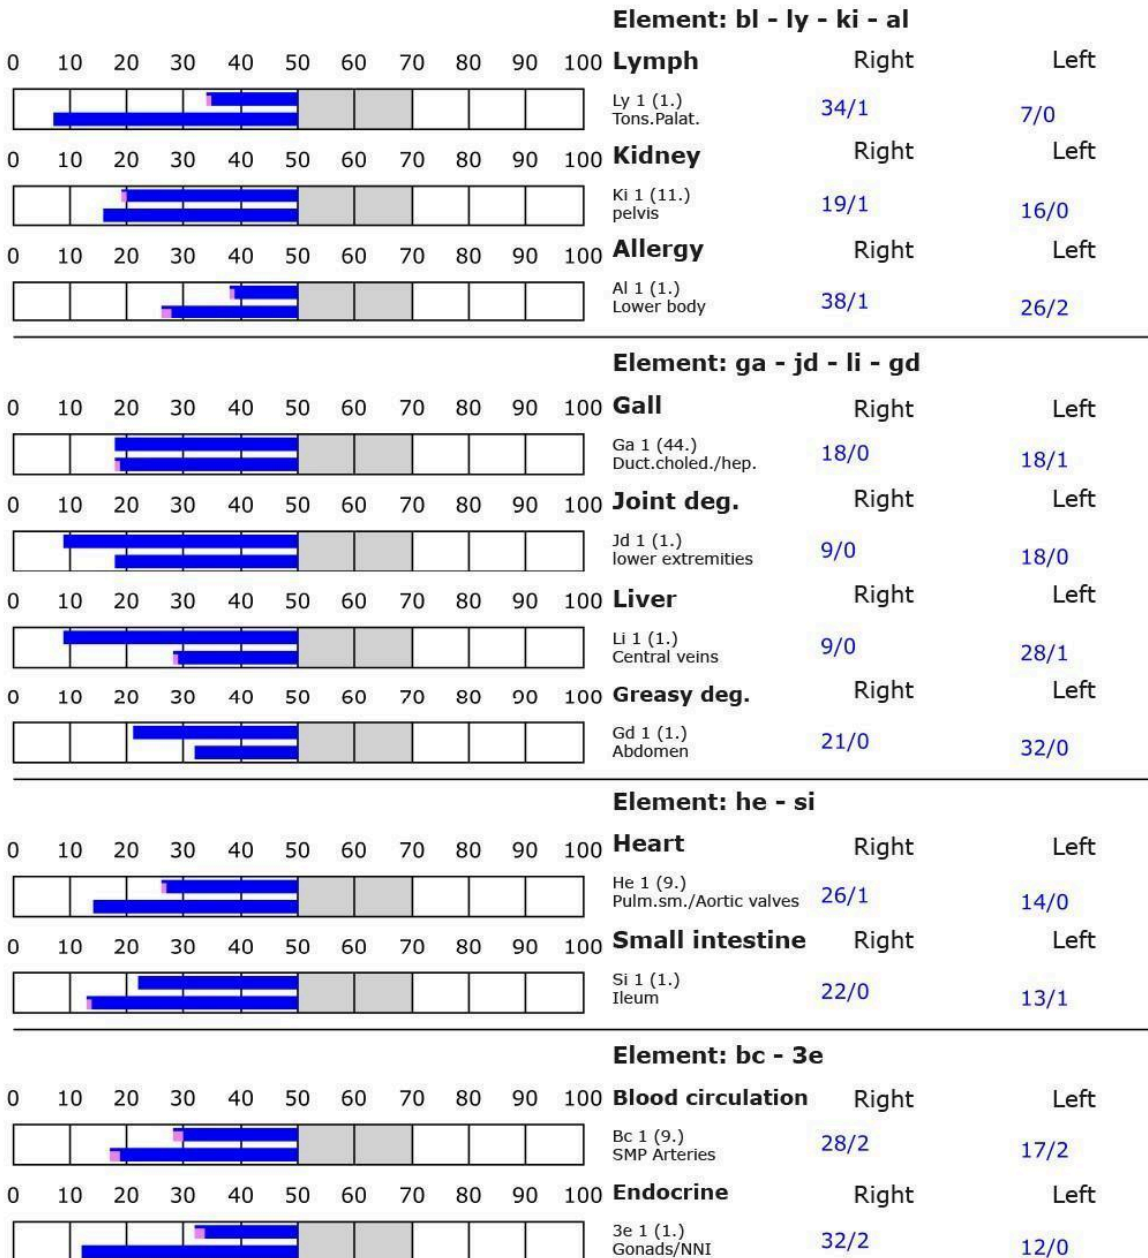 Element: bl - ly - ki - al
0 10 20 30 40 50 60 70 80 90 100 Lymph Right Left
Ly 1 (1.) 34/1 7/0
Tons.Palat.
0 10 20 30 40 50 60 70 80 90 100 Kidney Right Left
Ki 1 (11.) 19/1 16/0
pelvis
0 10 20 30 40 50 60 70 80 90 100 Allergy Right Left
Al 1 (1.) 38/1 26/2
Lower body
Element: ga - jd - li - gd
0 10 20 30 40 50 60 70 80 90 100 Gall Right Left
Ga 1 (44.) 18/0 18/1
Duct.choled./hep.
0 10 20 30 40 50 60 70 80 90 100 Joint deg. Right Left
Jd 1 (1.) 9/0 18/0
lower extremities
0 10 20 30 40 50 60 70 80 90 100 Liver Right Left
Li 1 (1.) 9/0 28/1
Central veins
0 10 20 30 40 50 60 70 80 90 100 Greasy deg. Right Left
Gd 1 (1.) 21/0 32/0
Abdomen
Element: he - si
0 10 20 30 40 50 60 70 80 90 100 Heart Right Left
He 1 (9.) 26/1 14/0
Pulm.sm./Aortic valves
0 10 20 30 40 50 60 70 80 90 100 Small intestine Right Left
Si 1 (1.) 22/0 13/1
Ileum
Element: bc - 3e
0 10 20 30 40 50 60 70 80 90 100 Blood circulation Right Left
Bc 1 (9.) 28/2 17/2
SMP Arteries
0 10 20 30 40 50 60 70 80 90 100 Endocrine Right Left
3e 1 (1.) 32/2 12/0
Gonads/NNI